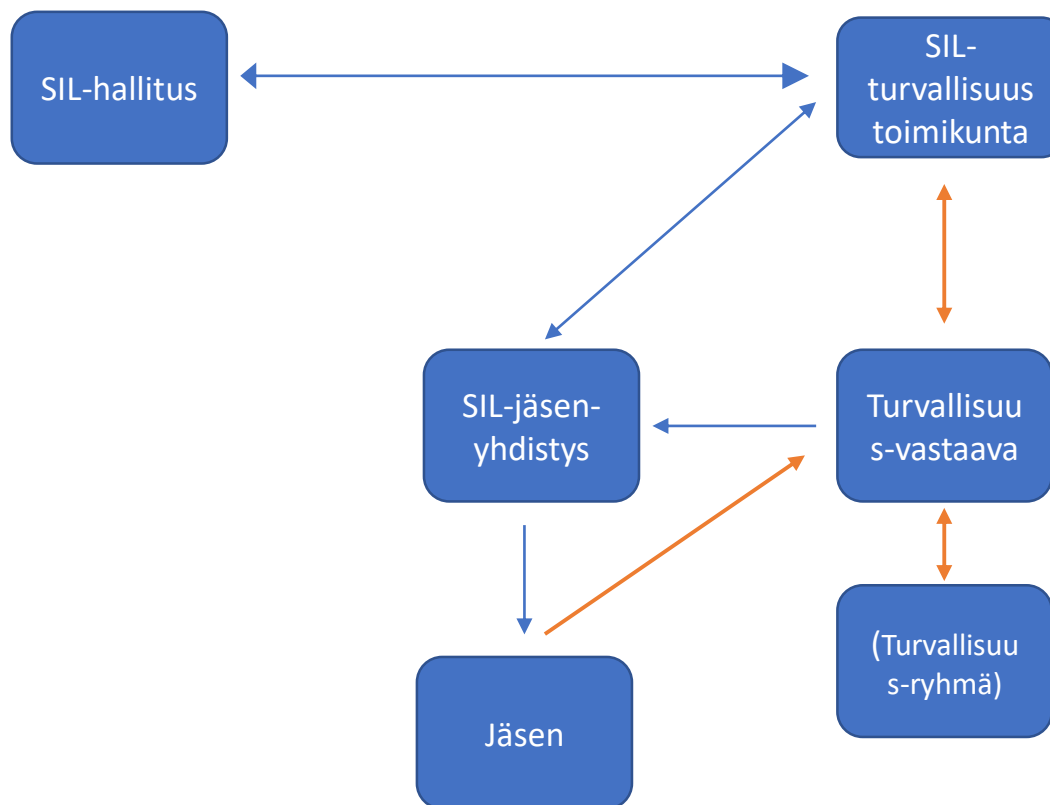 SIL-hallitus
SIL-
turvallisuus
toimikunta
SIL-jäsen-
yhdistys
Turvallisuu
s-vastaava
(Turvallisuu
s-ryhmä)
Jäsen